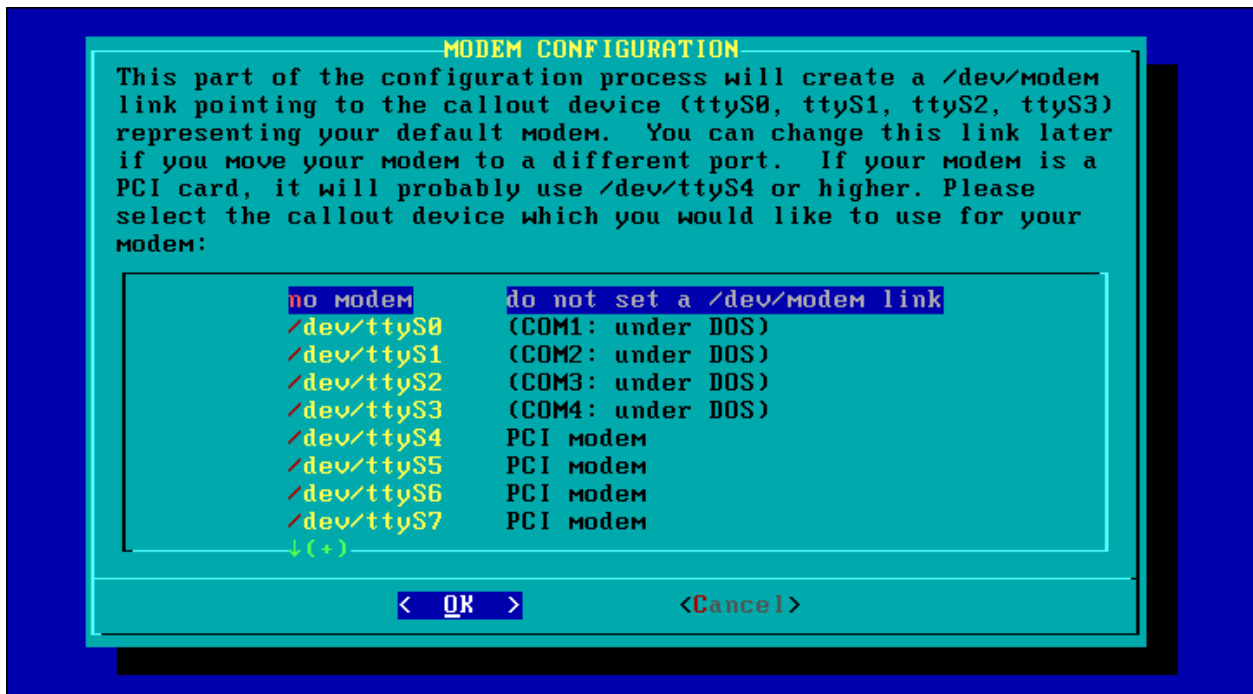 MODEM CONFIGURATION
This part of the configuration process will create a /dev/modem
link pointing to the callout device (ttyS0, ttyS1, ttyS2, ttyS3)
representing your default modem.  You can change this link later
if you move your modem to a different port.  If your modem is a
PCI card, it will probably use /dev/ttyS4 or higher. Please
select the callout device which you would like to use for your
modem:
no modem do not set a /dev/modem link
/dev/ttyS0 (COM1: under DOS)
/dev/ttyS1 (COM2: under DOS)
/dev/ttyS2 (COM3: under DOS)
/dev/ttyS3 (COM4: under DOS)
/dev/ttyS4 PCI modem
/dev/ttyS5 PCI modem
/dev/ttyS6 PCI modem
/dev/ttyS7 PCI modem
↓(+)
< OK > <Cancel>